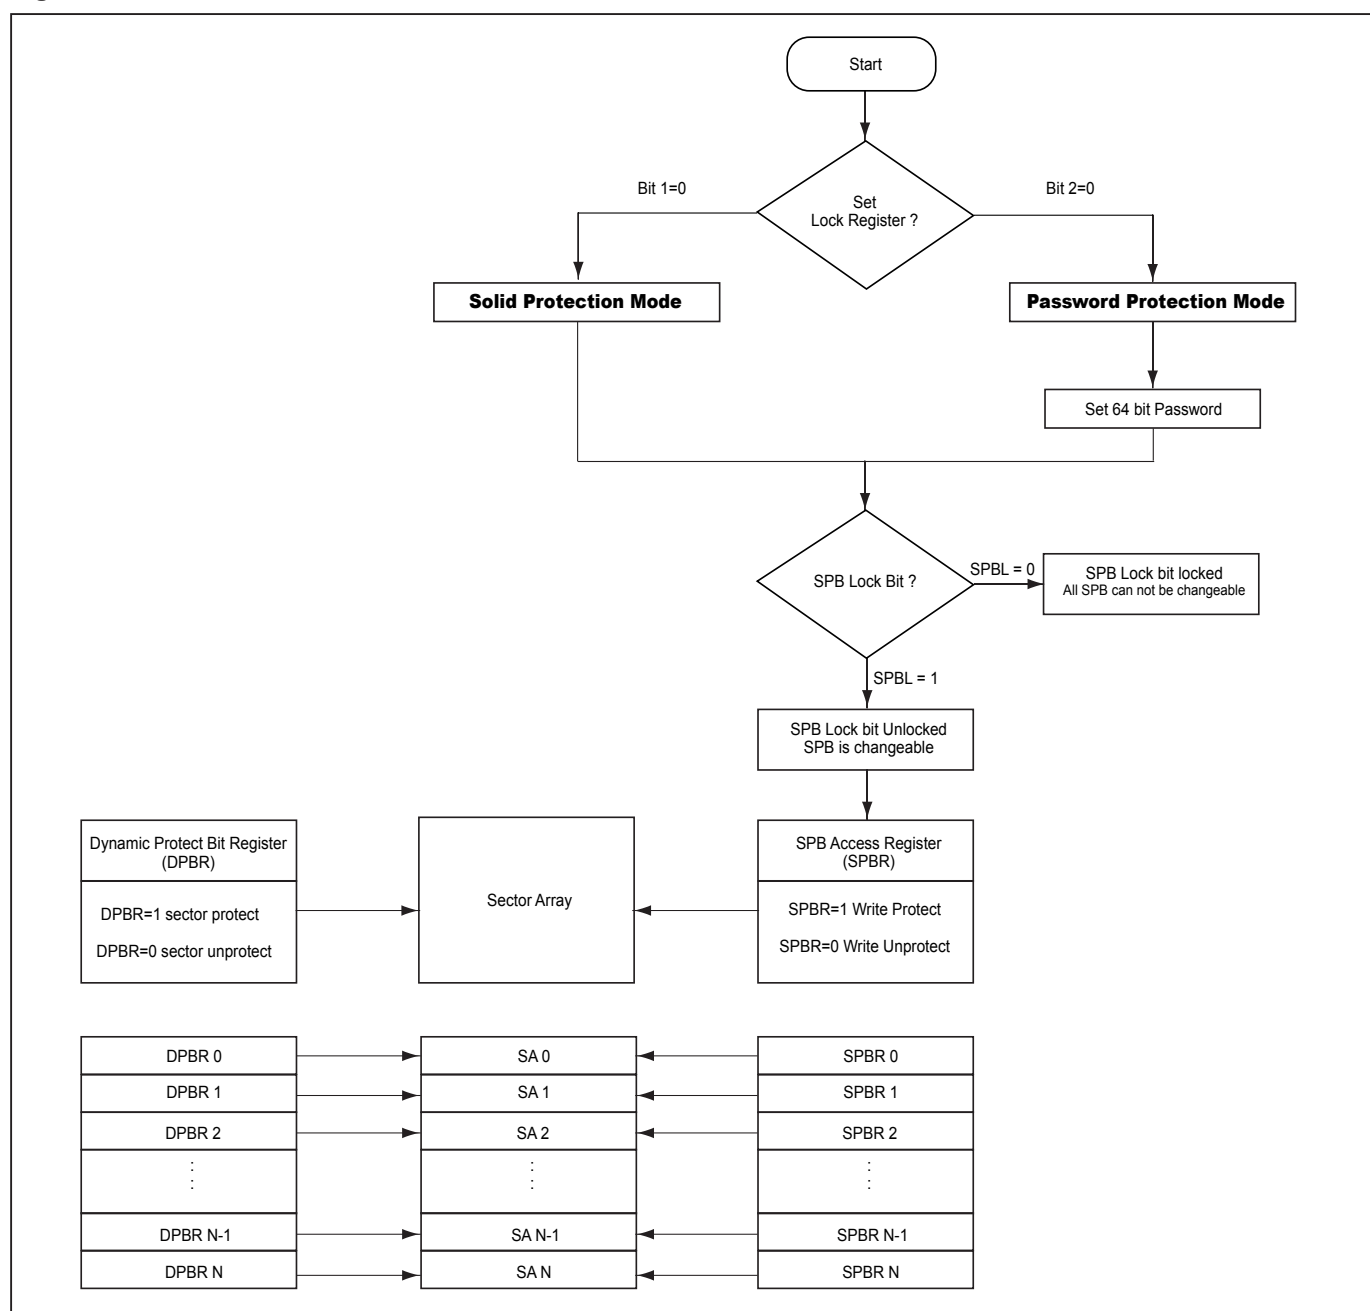 Start
Set
Lock Register ?
Bit 1=0
Bit 2=0
Solid Protection Mode
Password Protection Mode
Set 64 bit Password
SPB Lock Bit ?
SPBL = 0
SPB Lock bit locked
All SPB can not be changeable
SPBL = 1
SPB Lock bit Unlocked
SPB is changeable
Dynamic Protect Bit Register
(DPBR)
DPBR=1 sector protect
DPBR=0 sector unprotect
Sector Array
SPB Access Register
(SPBR)
SPBR=1 Write Protect
SPBR=0 Write Unprotect
DPBR 0
SA 0
SPBR 0
DPBR 1
SA 1
SPBR 1
DPBR 2
SA 2
SPBR 2
DPBR N-1
SA N-1
SPBR N-1
DPBR N
SA N
SPBR N